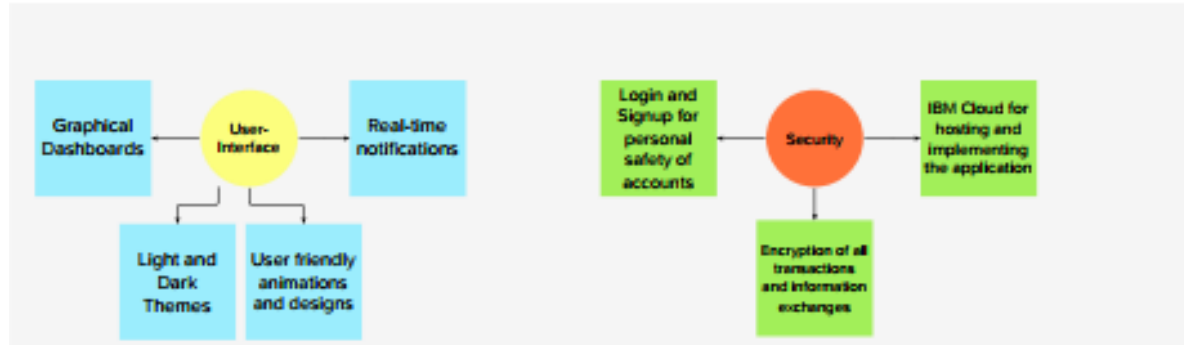 Graphical
Dashboards
User-
Interface
Real-time
notifications
Light and
Dark
Themes
User friendly
animations
and designs
Login and
Signup for
personal
safety of
accounts
Security
IBM Cloud for
hosting and
implementing
the application
Encryption of all
transactions
and information
exchanges